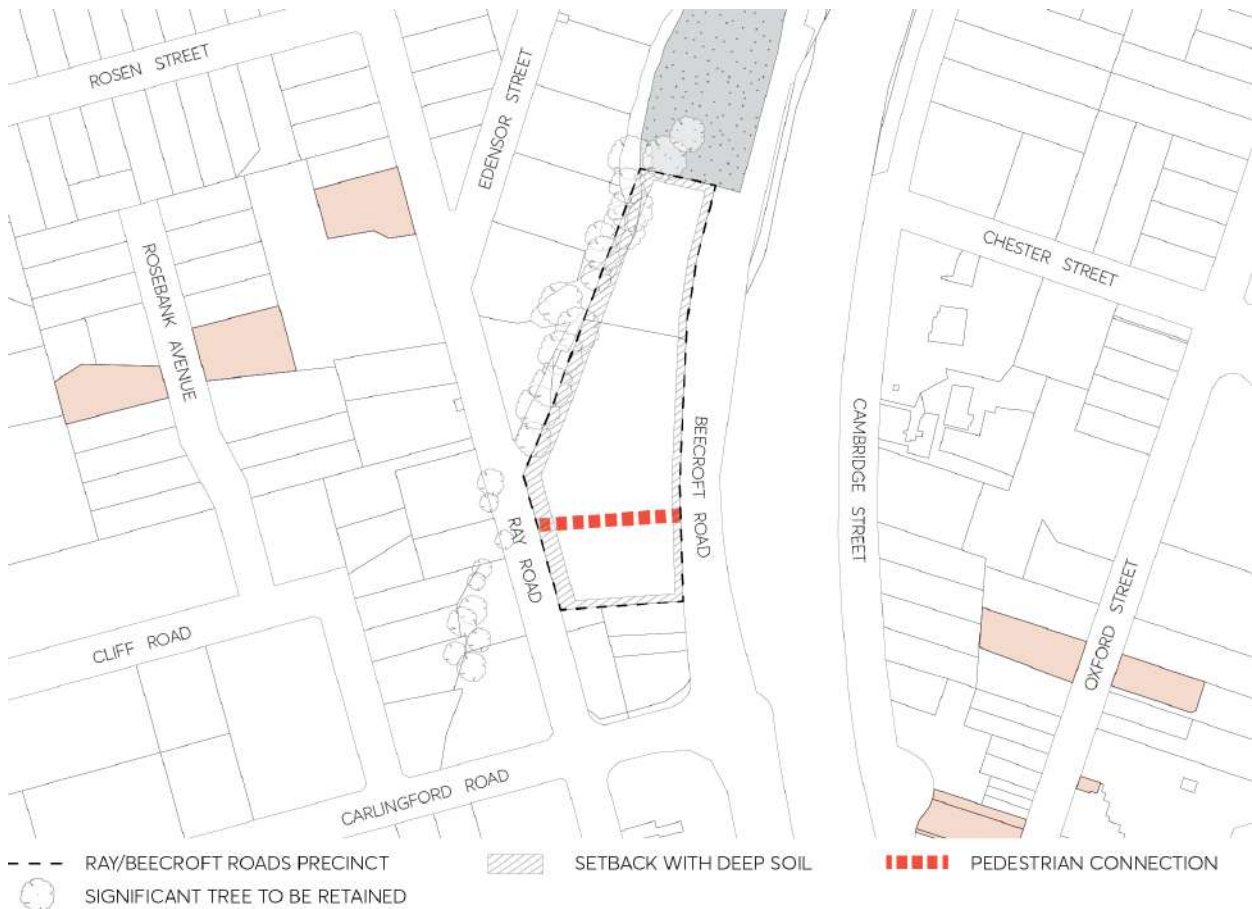 ROSEN STREET
EDENSOR STREET
ROSEBANK AVENUE
CHESTER STREET
BEECROFT ROAD
CAMBRIDGE STREET
RAY ROAD
OXFORD STREET
CLIFF ROAD
CARLINGFORD ROAD
RAY/BEECROFT ROADS PRECINCT
SETBACK WITH DEEP SOIL
PEDESTRIAN CONNECTION
SIGNIFICANT TREE TO BE RETAINED